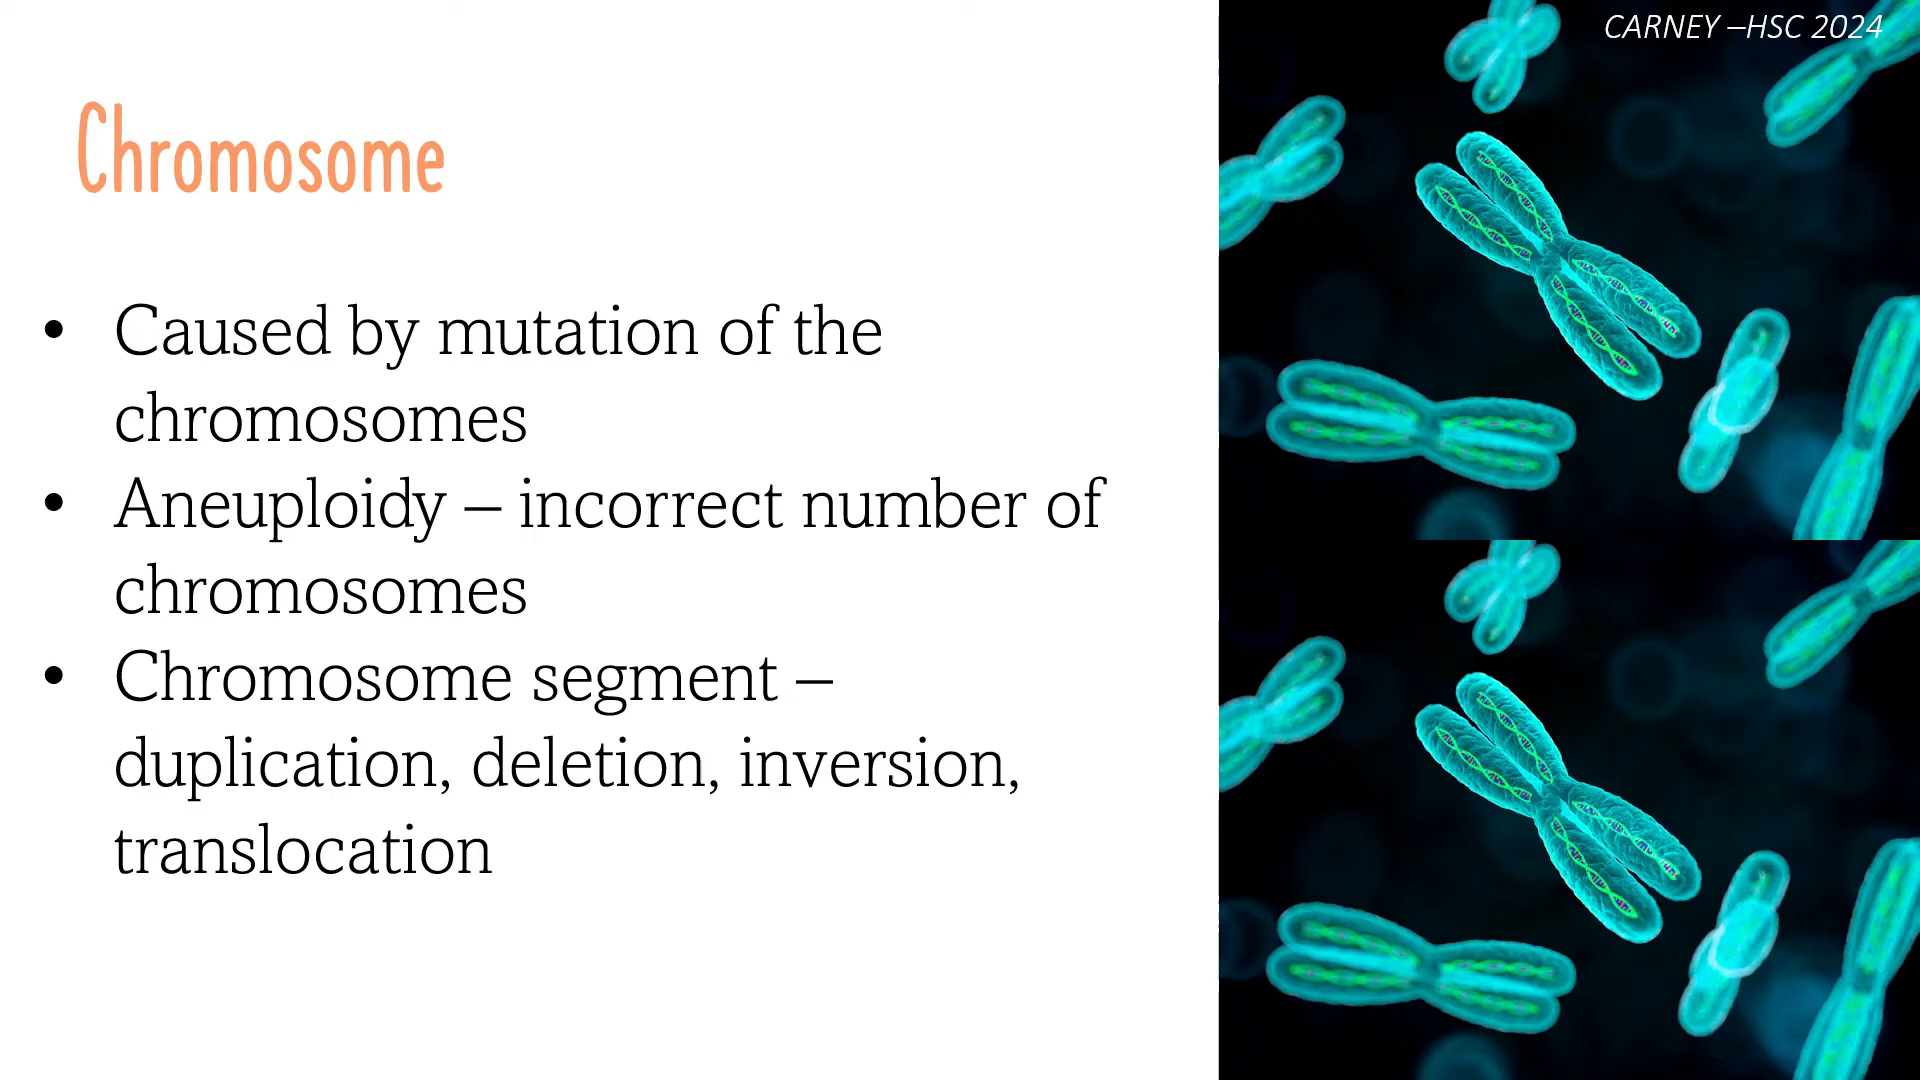 CARNEY –HSC 2024
Chromosome
• Caused by mutation of the
chromosomes
• Aneuploidy – incorrect number of
chromosomes
• Chromosome segment –
duplication, deletion, inversion,
translocation